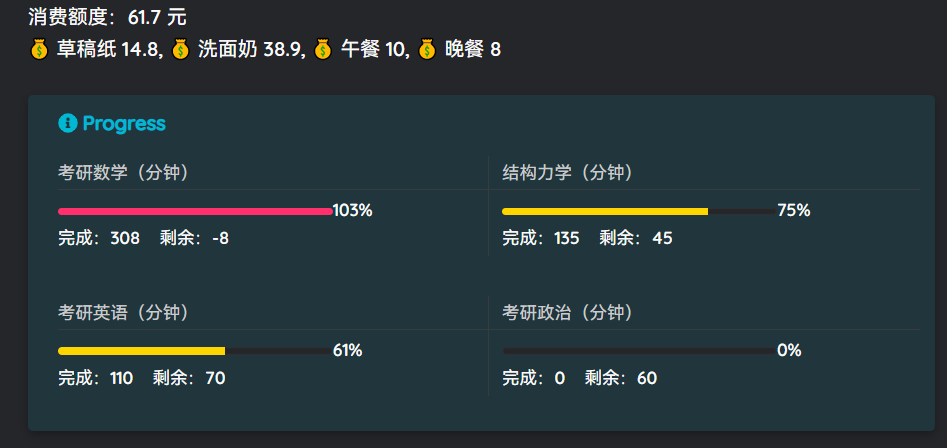 消费额度：61.7 元
💰 草稿纸 14.8, 💰 洗面奶 38.9, 💰 午餐 10, 💰 晚餐 8
Progress
考研数学（分钟）
103%
完成：308 剩余：-8
结构力学（分钟）
75%
完成：135 剩余：45
考研英语（分钟）
61%
完成：110 剩余：70
考研政治（分钟）
0%
完成：0 剩余：60